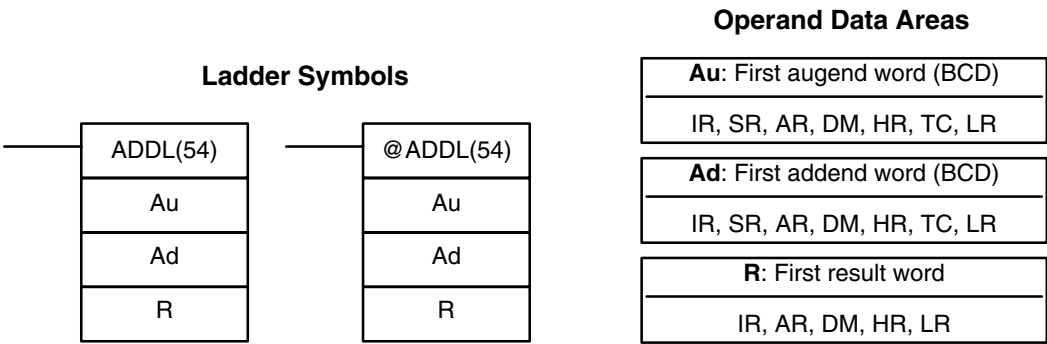 Ladder Symbols
ADDL(54)
Au
Ad
R
@ADDL(54)
Au
Ad
R
Operand Data Areas
Au: First augend word (BCD)
IR, SR, AR, DM, HR, TC, LR
Ad: First addend word (BCD)
IR, SR, AR, DM, HR, TC, LR
R: First result word
IR, AR, DM, HR, LR